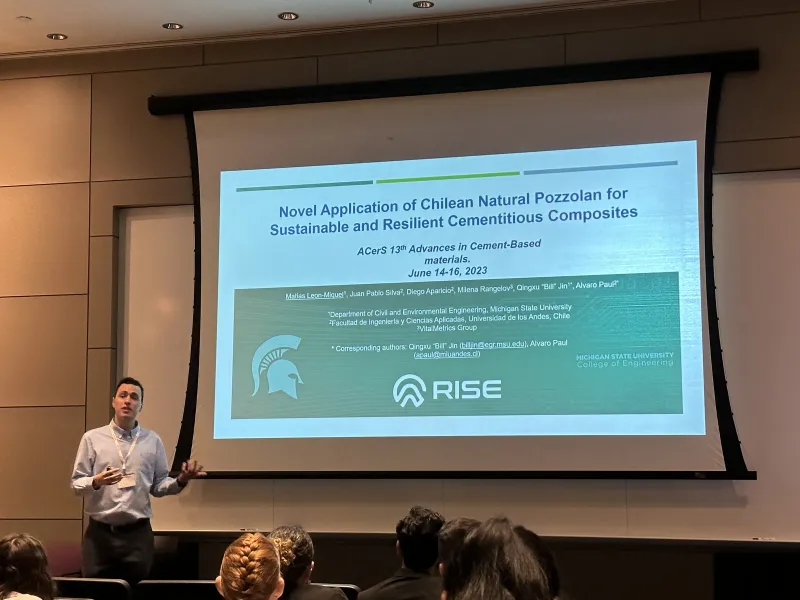 Novel Application of Chilean Natural Pozzolan for
Sustainable and Resilient Cementitious Composites
ACerS 13th Advances in Cement-Based
materials.
June 14-16, 2023
Matías Leon-Miquel¹, Juan Pablo Silva², Diego Aparicio², Milena Rangelov³, Qingxu "Bill" Jin¹*, Alvaro Paul²*
¹Department of Civil and Environmental Engineering, Michigan State University
²Facultad de Ingeniería y Ciencias Aplicadas, Universidad de los Andes, Chile
³VitalMetrics Group
* Corresponding authors: Qingxu "Bill" Jin (billjin@egr.msu.edu), Alvaro Paul
(apaul@miuandes.cl)
MICHIGAN STATE UNIVERSITY
College of Engineering
RISE